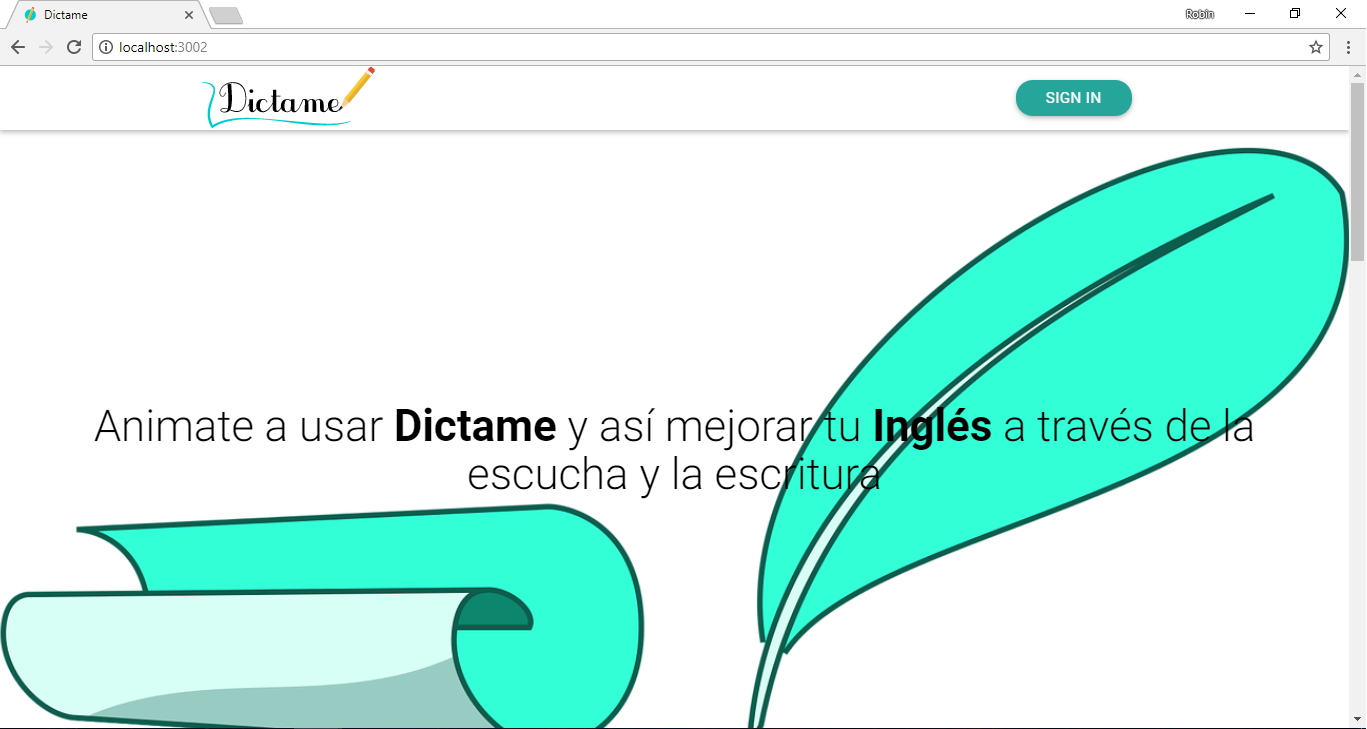 Dictame
Robin
localhost:3002
Dictame
SIGN IN
Animate a usar Dictame y así mejorar tu Inglés a través de la
escucha y la escritura